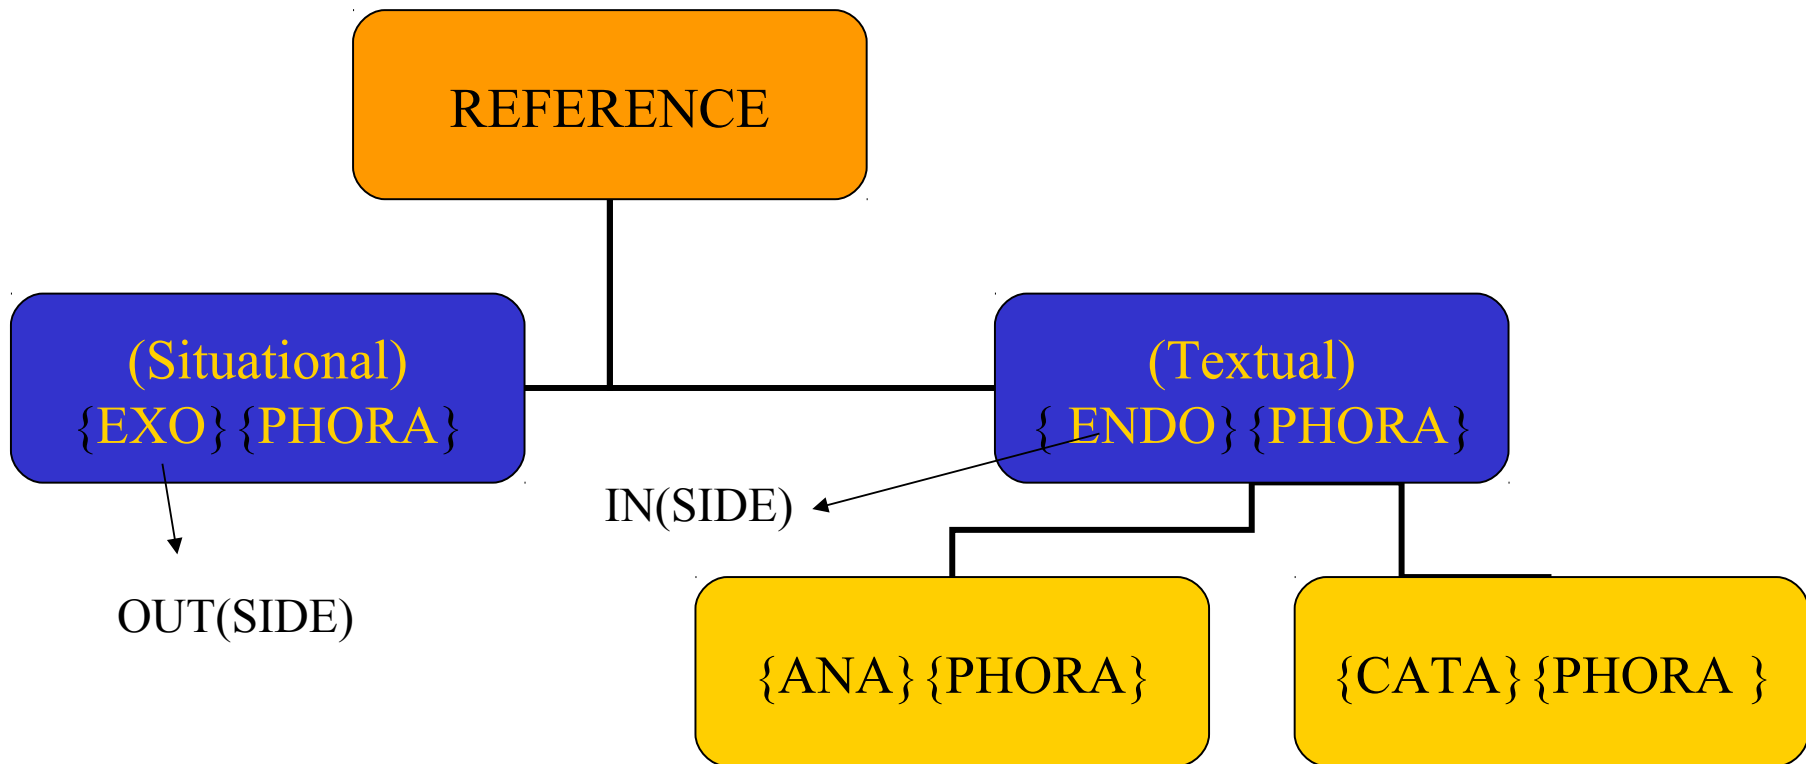 REFERENCE
(Situational)
{EXO}{PHORA}
(Textual)
{ ENDO}{PHORA}
IN(SIDE)
OUT(SIDE)
{ANA}{PHORA}
{CATA}{PHORA }